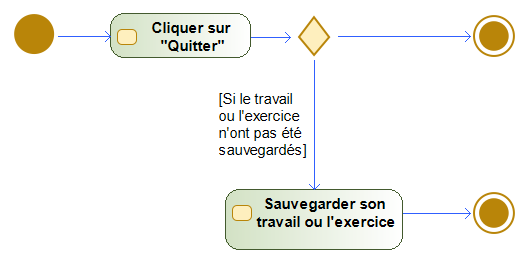 Cliquer sur
"Quitter"
[Si le travail
ou l'exercice
n'ont pas été
sauvegardés]
Sauvegarder son
travail ou l'exercice